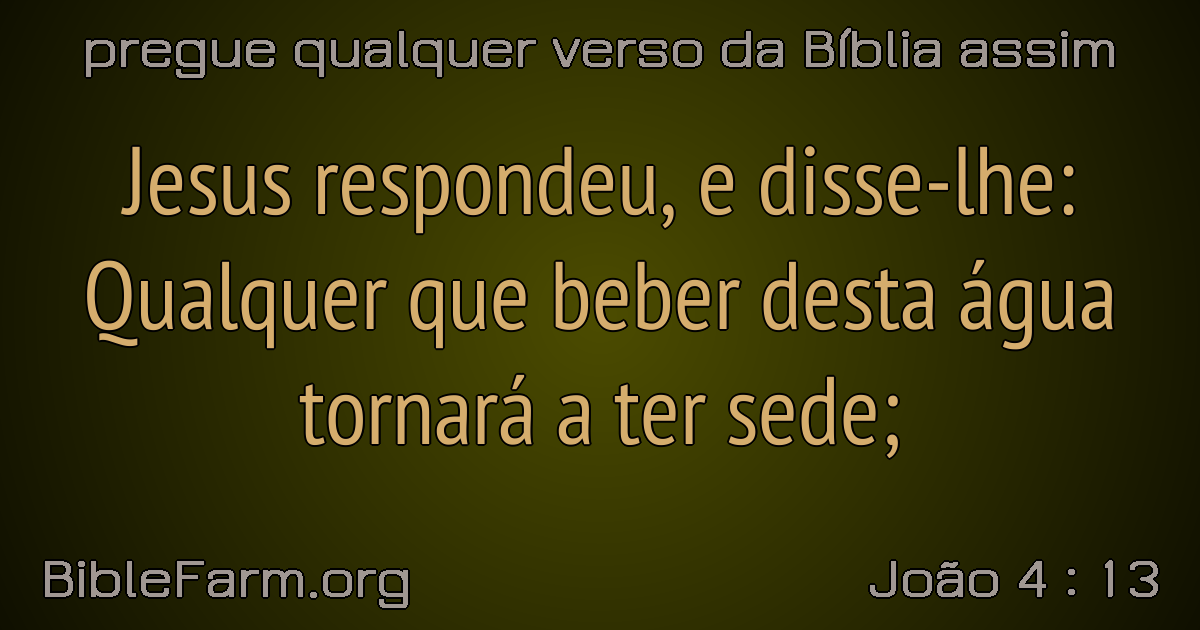 pregue qualquer verso da Bíblia assim
Jesus respondeu, e disse-lhe:
Qualquer que beber desta água
tornará a ter sede;
BibleFarm.org
João 4 : 13